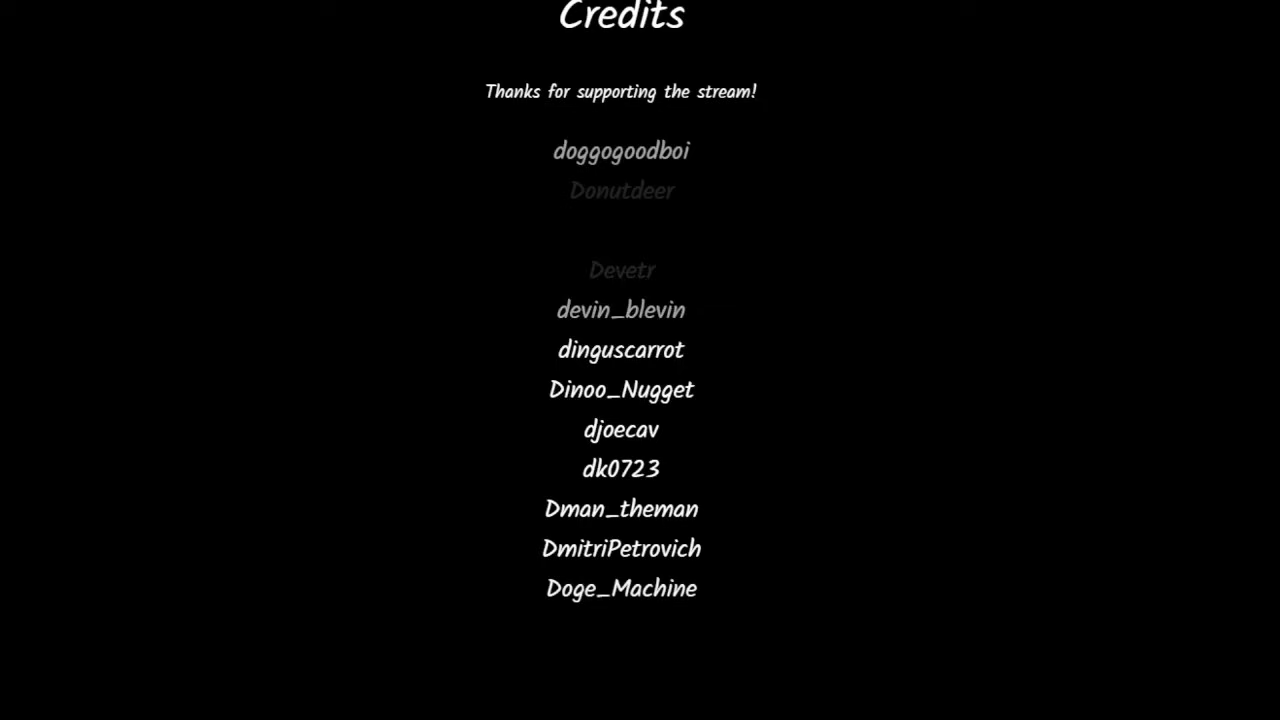 Credits
Thanks for supporting the stream!
doggogoodboi
Donutdeer
Devetr
devin_blevin
dinguscarrot
Dinoo_Nugget
djoecav
dk0723
Dman_theman
DmitriPetrovich
Doge_Machine